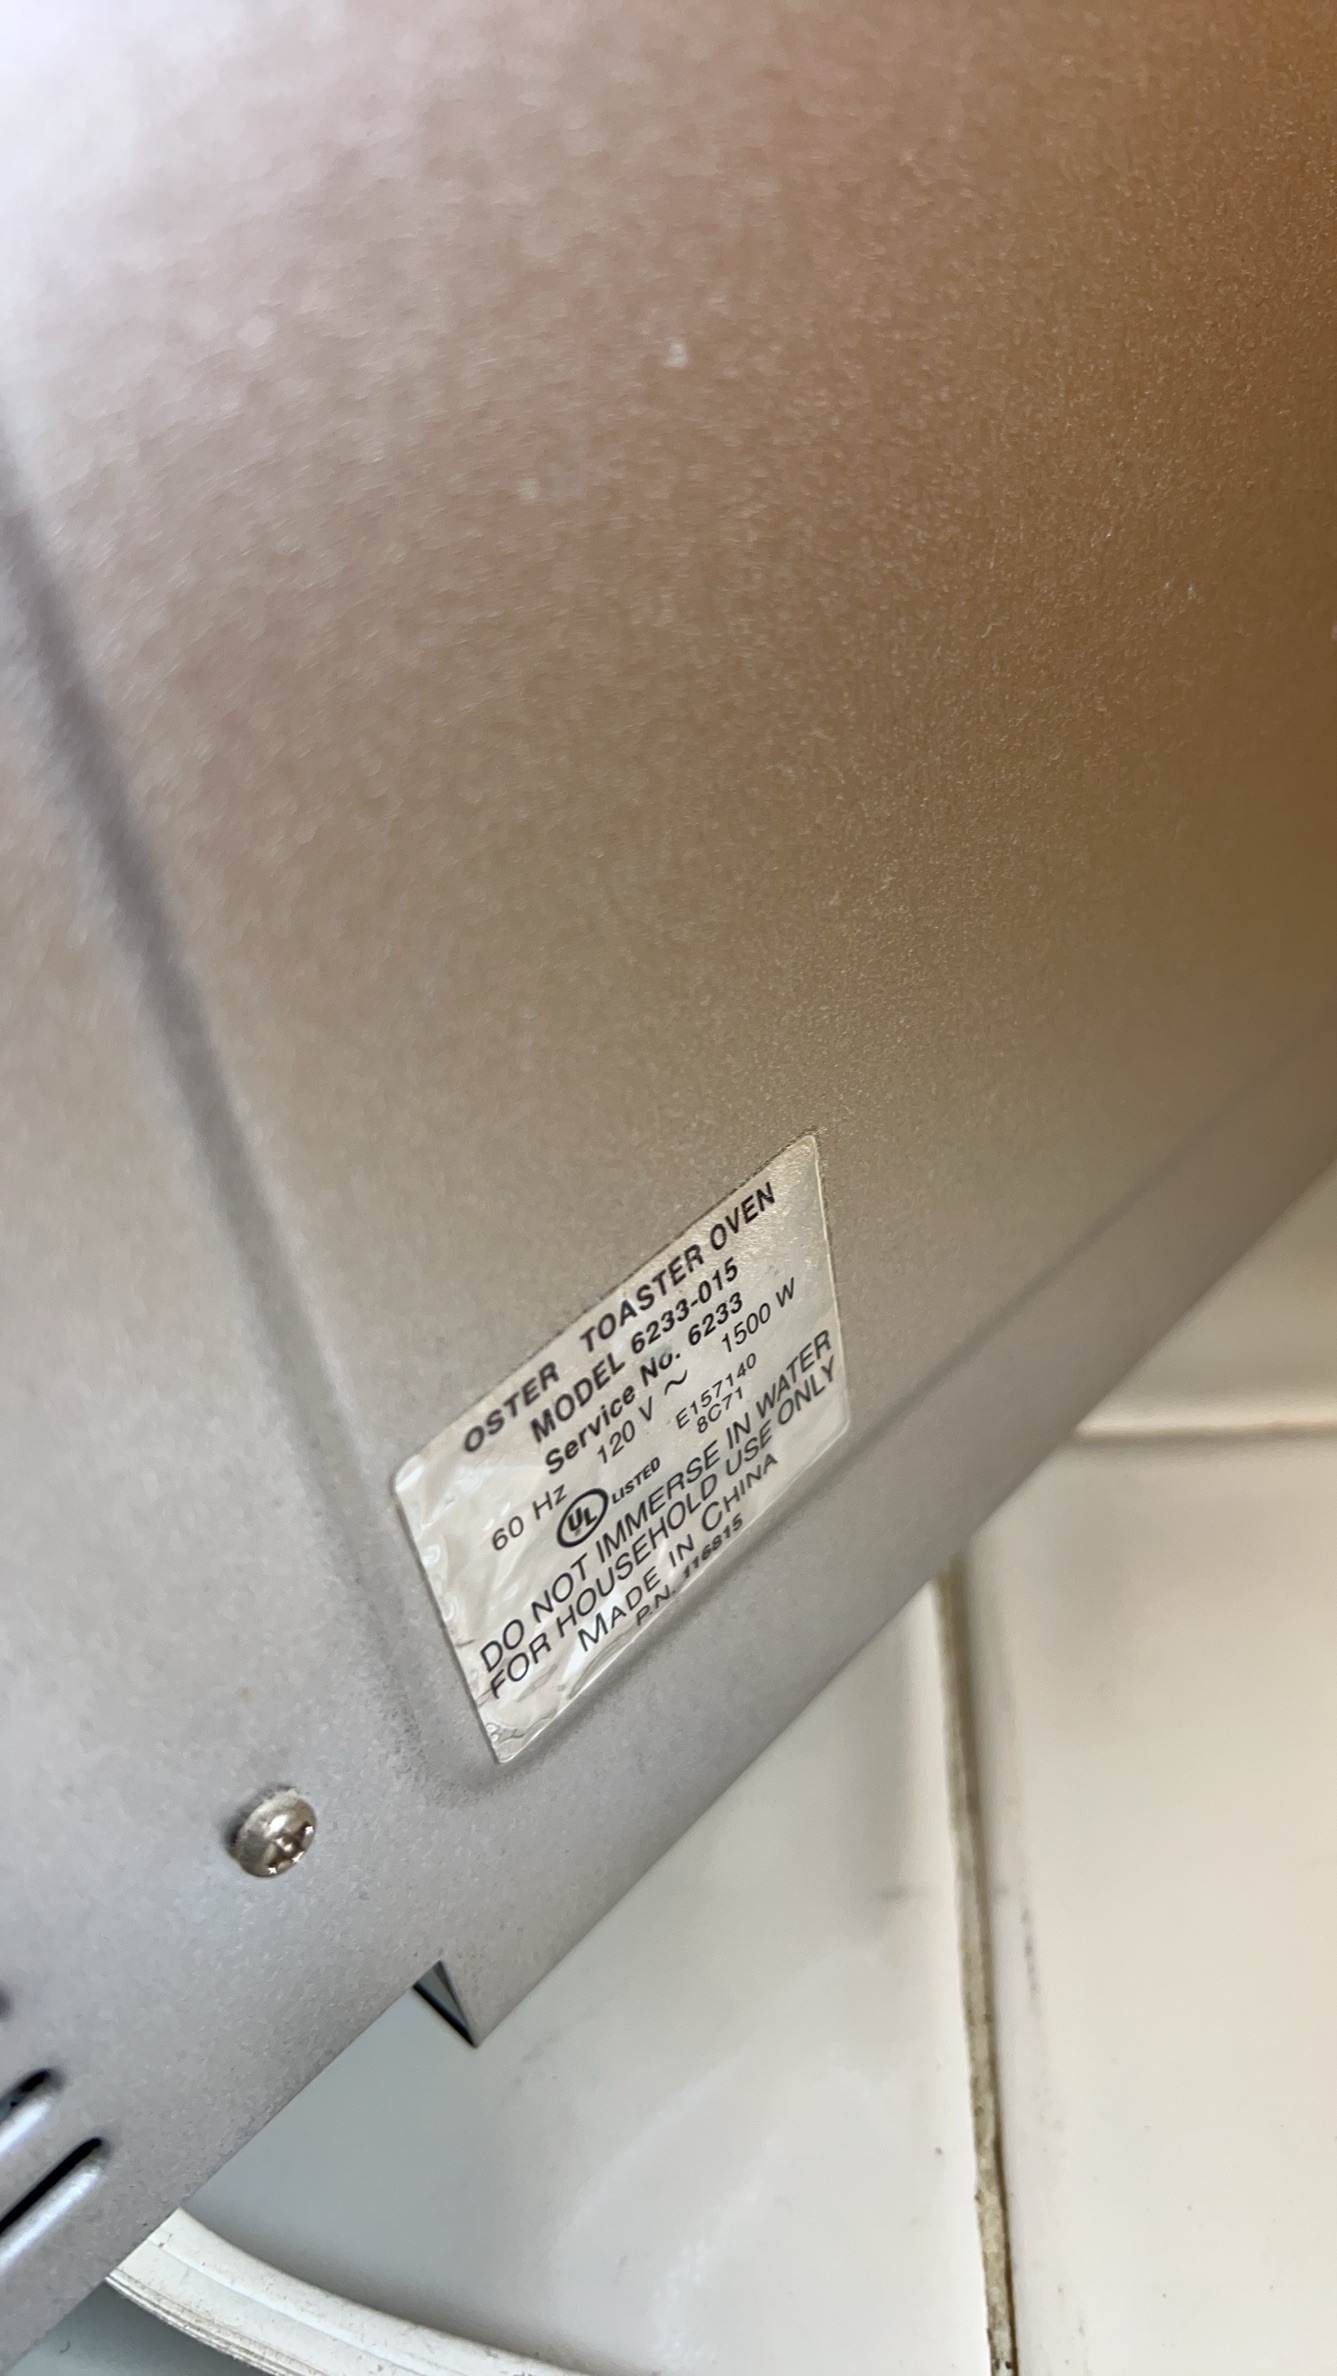 OSTER TOASTER OVEN
MODEL 6233-015
Service No. 6233
60 Hz 120 V ~ 1500 W
UL LISTED E157140
8C71
DO NOT IMMERSE IN WATER
FOR HOUSEHOLD USE ONLY
MADE IN CHINA
P.N. 116815